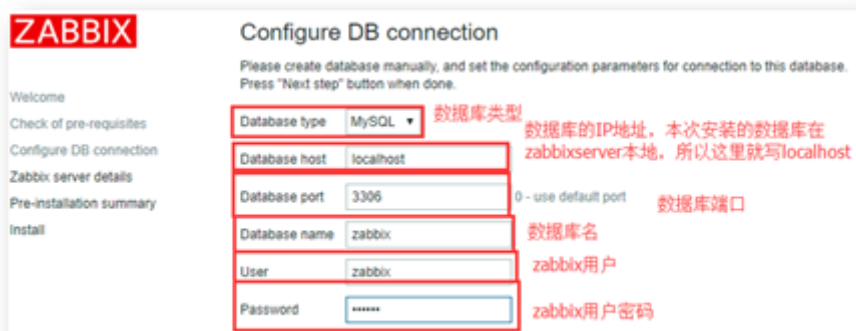 ZABBIX
Configure DB connection
Please create database manually, and set the configuration parameters for connection to this database.
Press "Next step" button when done.
Welcome
Check of pre-requisites
Configure DB connection
Zabbix server details
Pre-installation summary
Install
Database type MySQL 数据库类型
Database host localhost
数据库的IP地址，本次安装的数据库在
zabbixserver本地，所以这里就写localhost
Database port 3306 0 - use default port 数据库端口
Database name zabbix 数据库名
User zabbix zabbix用户
Password •••••• zabbix用户密码